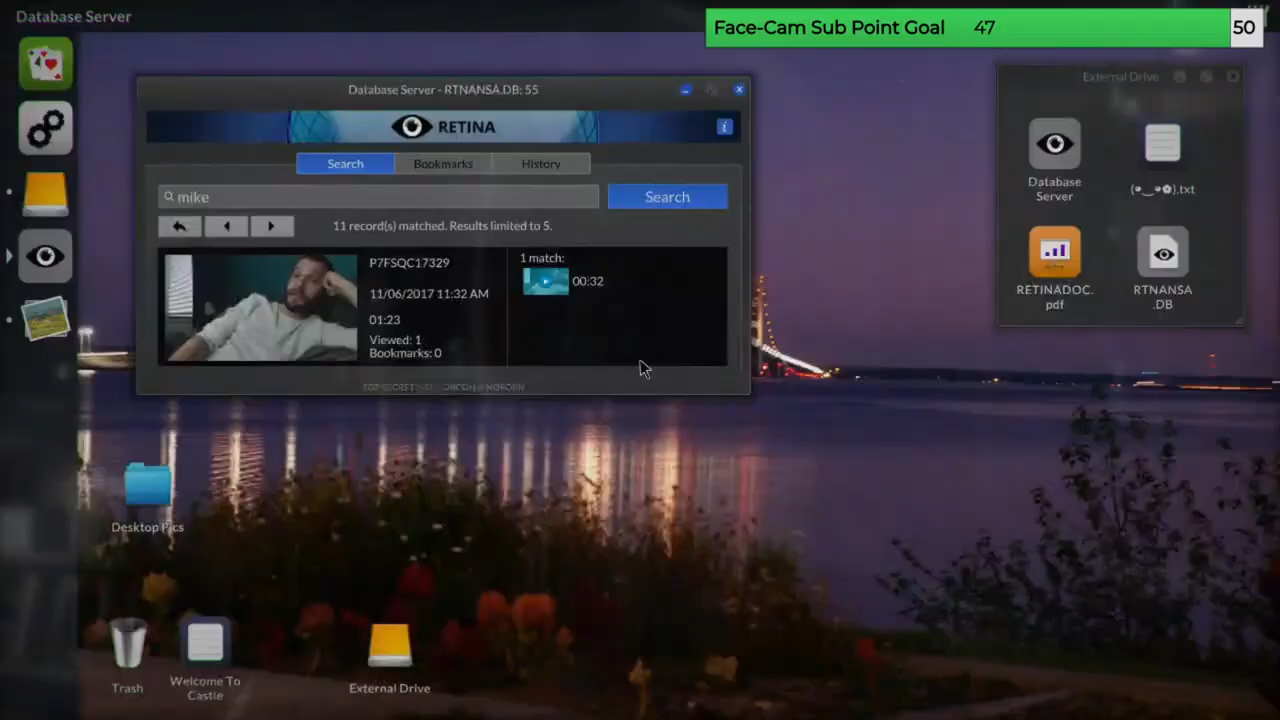 Database Server
Face-Cam Sub Point Goal 47 50
Database Server - RTNANSA.DB: 55
RETINA
i
Search Bookmarks History
mike
Search
11 record(s) matched. Results limited to 5.
P7FSQC17329
11/06/2017 11:32 AM
01:23
Viewed: 1
Bookmarks: 0
1 match:
00:32
External Drive
Database
Server
(•‿•✿).txt
RETINADOC.
pdf
RTNANSA
.DB
Desktop Pics
Trash
Welcome To
Castle
External Drive